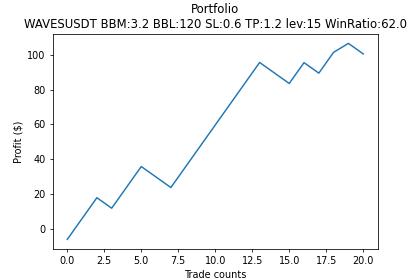 Portfolio
WAVESUSDT BBM:3.2 BBL:120 SL:0.6 TP:1.2 lev:15 WinRatio:62.0
100
80
60
40
20
0
Profit ($)
0.0 2.5 5.0 7.5 10.0 12.5 15.0 17.5 20.0
Trade counts